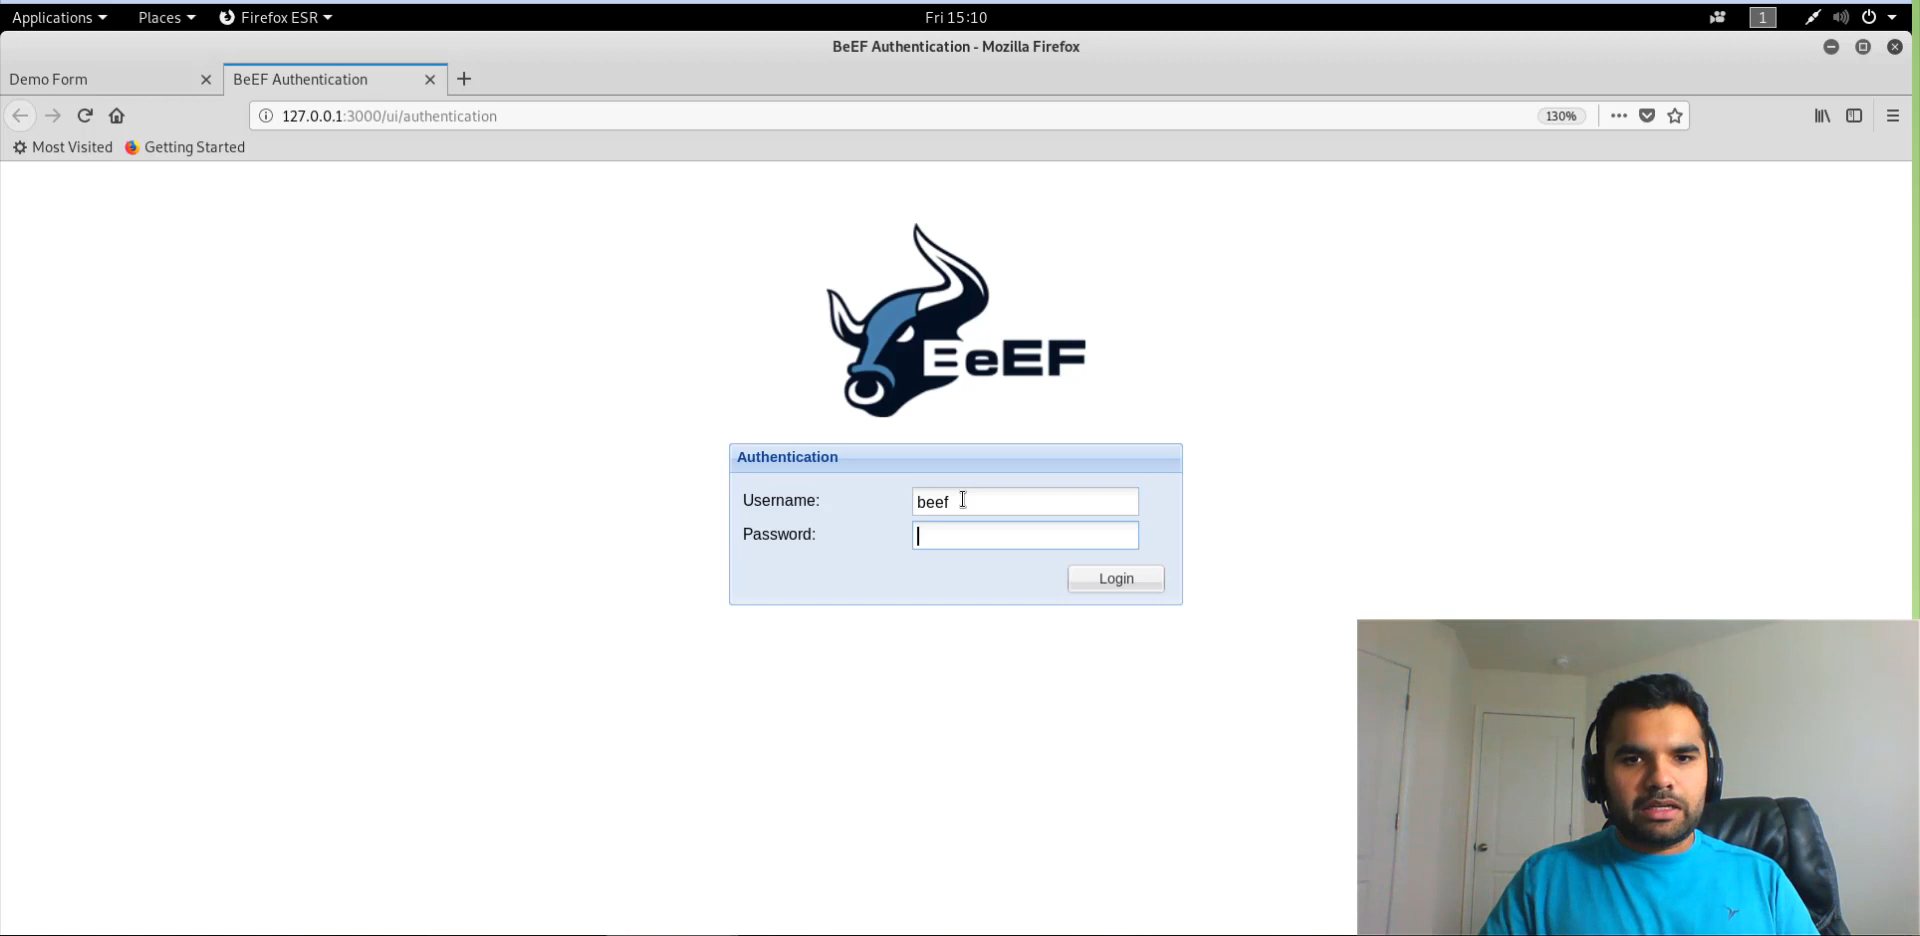 Applications Places Firefox ESR Fri 15:10 1
BeEF Authentication - Mozilla Firefox
Demo Form BeEF Authentication
127.0.0.1:3000/ui/authentication 130%
Most Visited Getting Started
BeEF
Authentication
Username: beef
Password:
Login